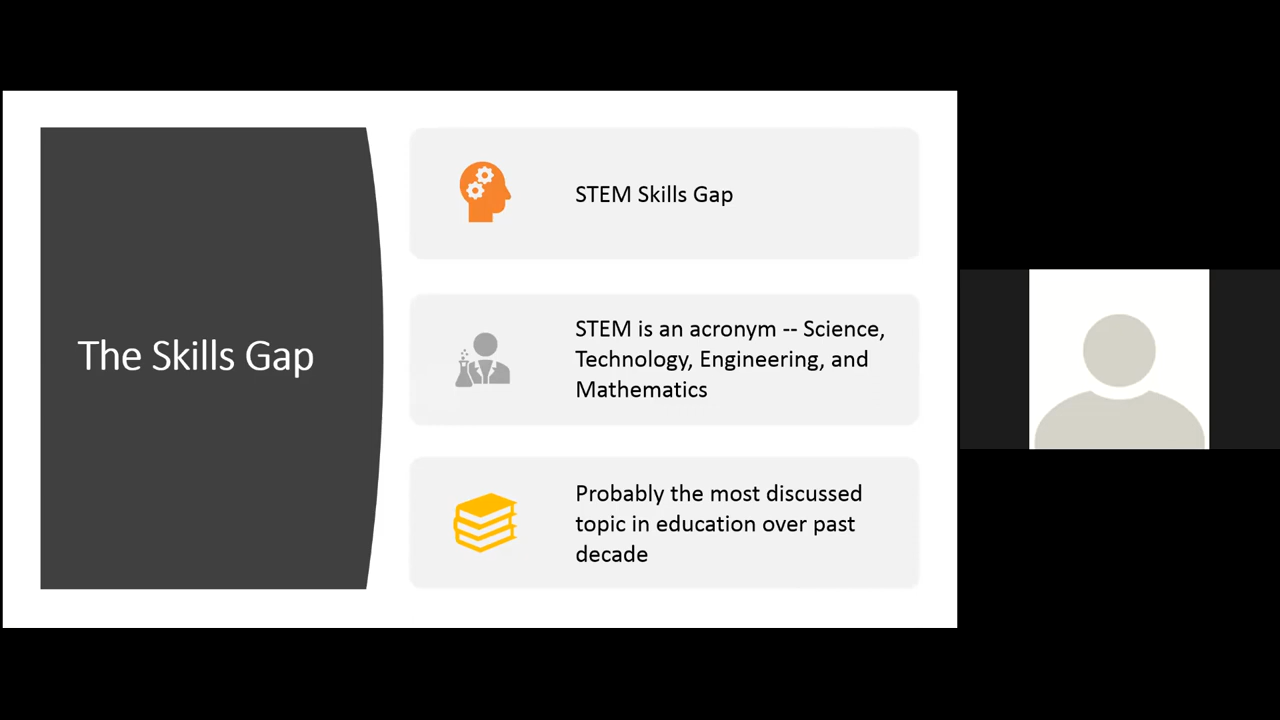 The Skills Gap
STEM Skills Gap
STEM is an acronym -- Science,
Technology, Engineering, and
Mathematics
Probably the most discussed
topic in education over past
decade